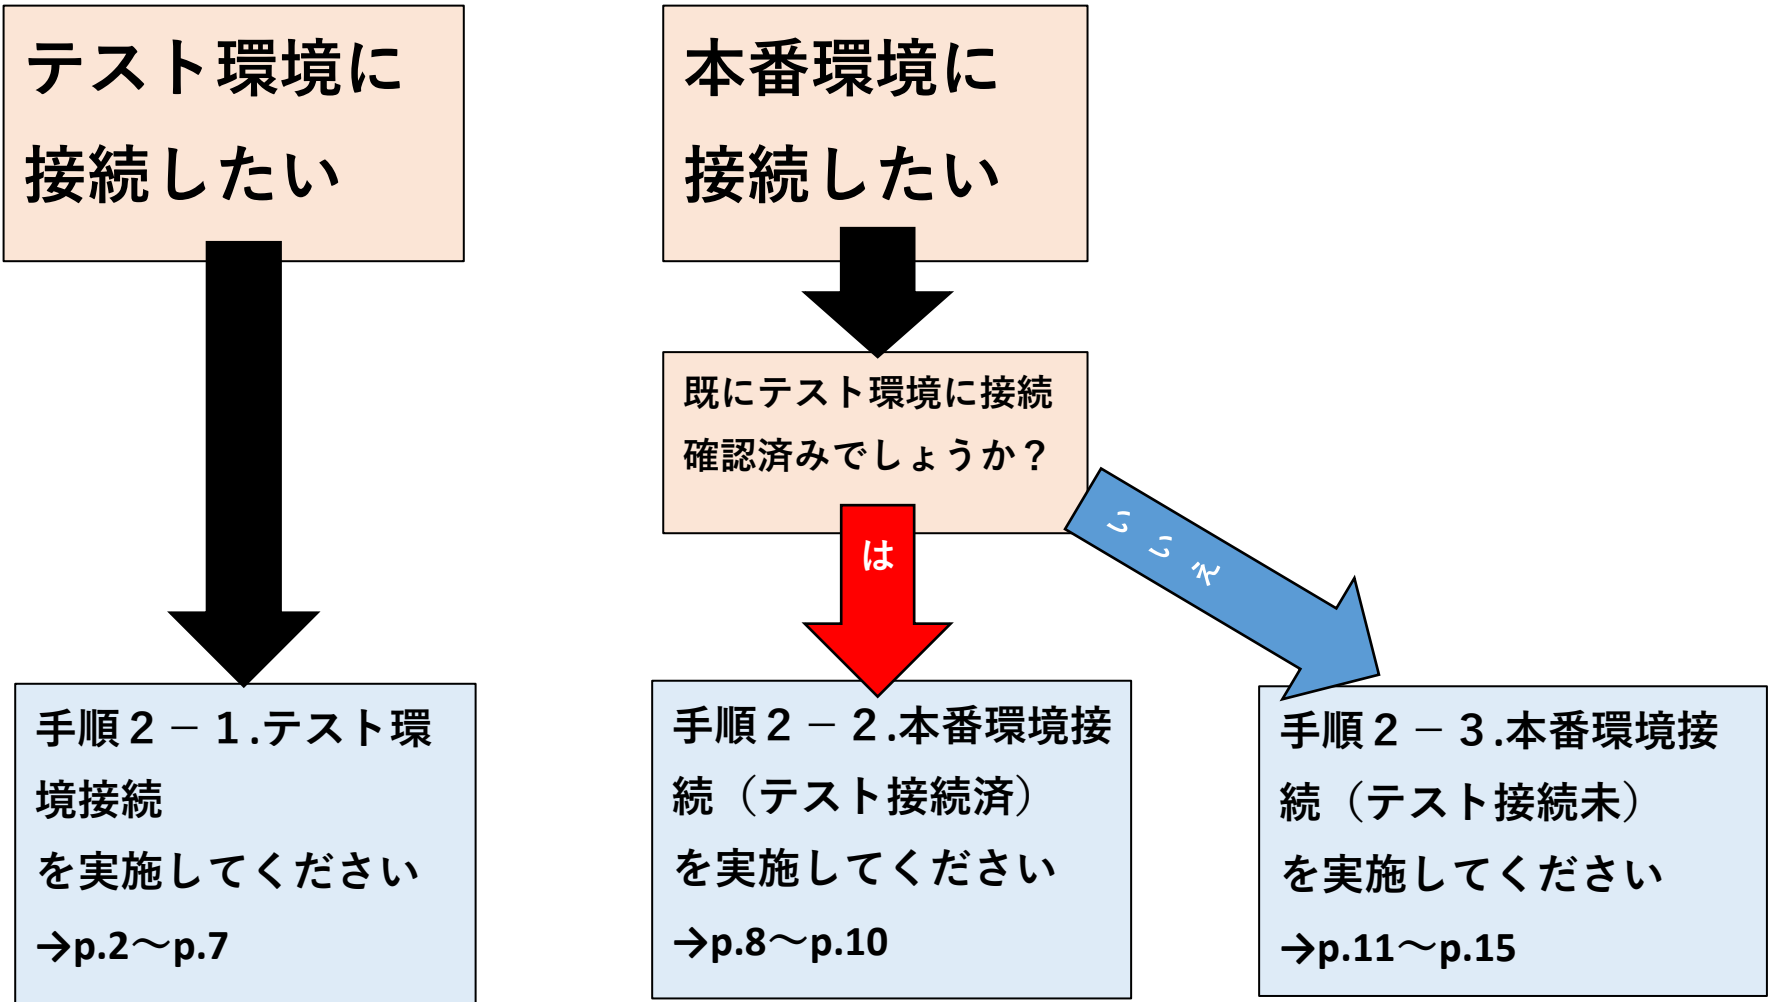 テスト環境に
接続したい
本番環境に
接続したい
既にテスト環境に接続
確認済みでしょうか？
は
いいえ
手順２－１.テスト環
境接続
を実施してください
→p.2～p.7
手順２－２.本番環境接
続（テスト接続済）
を実施してください
→p.8～p.10
手順２－３.本番環境接
続（テスト接続未）
を実施してください
→p.11～p.15